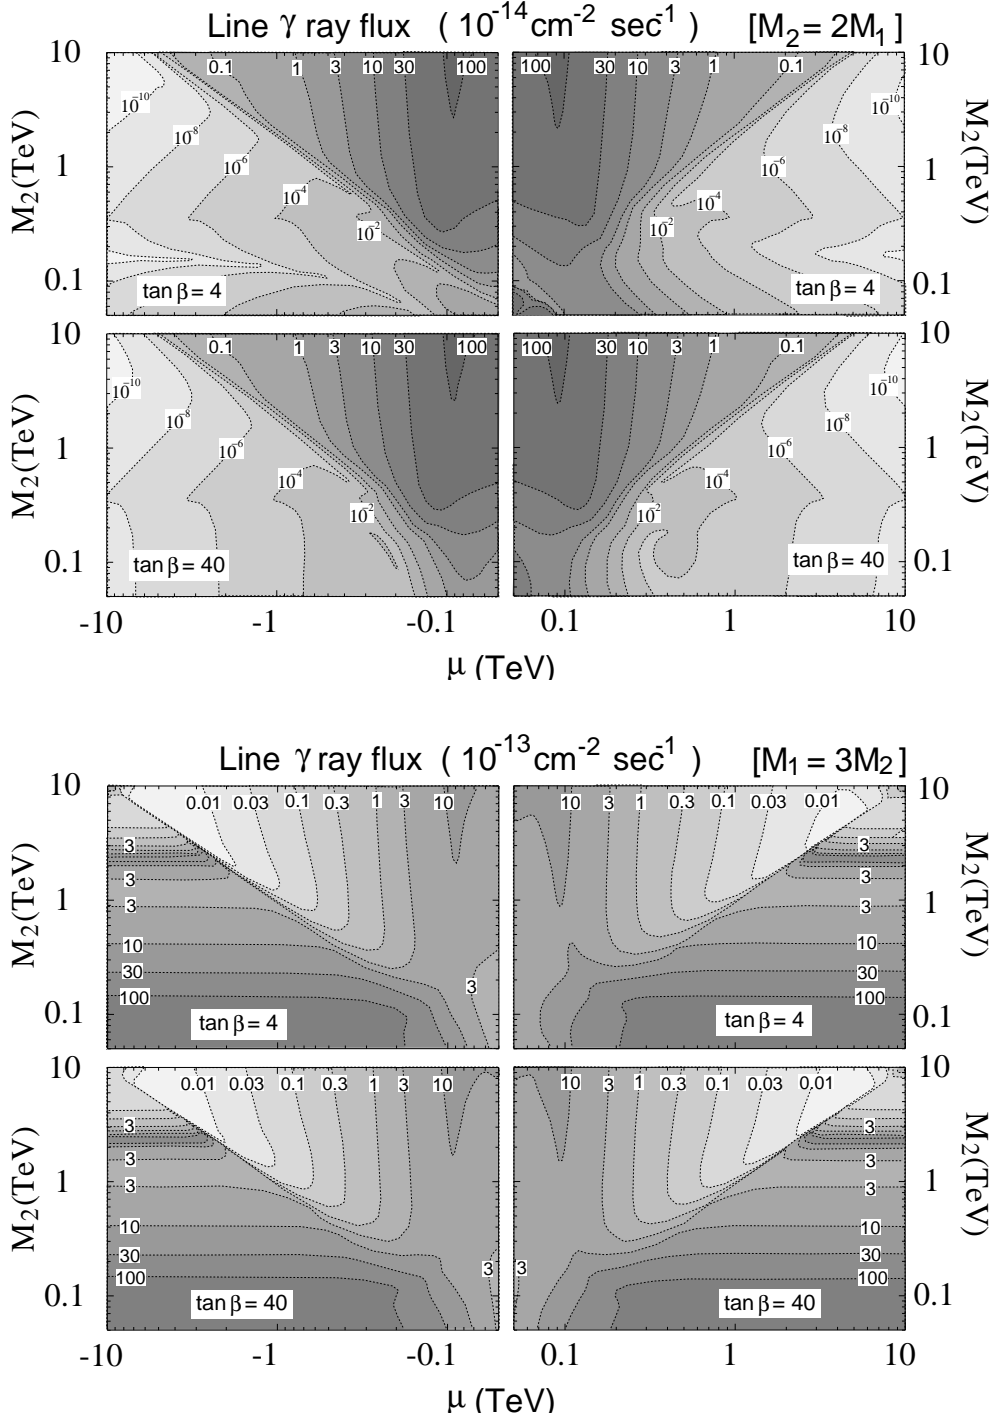 Line γ ray flux ( 10^-14 cm^-2 sec^-1 ) [M_2 = 2M_1]
10 0.1 1 3 10 30 100 100 30 10 3 1 0.1 10
10^-10 10^-8 10^-6 10^-4 10^-2 10^-2 10^-4 10^-6 10^-8 10^-10
M_2(TeV) 1 1 M_2(TeV)
0.1 tan β = 4 tan β = 4 0.1
10 0.1 1 3 10 30 100 100 30 10 3 1 0.1 10
10^-10 10^-8 10^-6 10^-4 10^-2 10^-2 10^-4 10^-6 10^-8 10^-10
M_2(TeV) 1 1 M_2(TeV)
0.1 tan β = 40 tan β = 40 0.1
-10 -1 -0.1 0.1 1 10
μ (TeV)
Line γ ray flux ( 10^-13 cm^-2 sec^-1 ) [M_1 = 3M_2]
10 0.01 0.03 0.1 0.3 1 3 10 10 3 1 0.3 0.1 0.03 0.01 10
3 3
3 3
M_2(TeV) 1 3 3 1 M_2(TeV)
10 10
30 3 30
100 100
0.1 tan β = 4 tan β = 4 0.1
10 0.01 0.03 0.1 0.3 1 3 10 10 3 1 0.3 0.1 0.03 0.01 10
3 3
3 3
M_2(TeV) 1 3 3 1 M_2(TeV)
10 10
30 30
100 3 3 100
0.1 tan β = 40 tan β = 40 0.1
-10 -1 -0.1 0.1 1 10
μ (TeV)